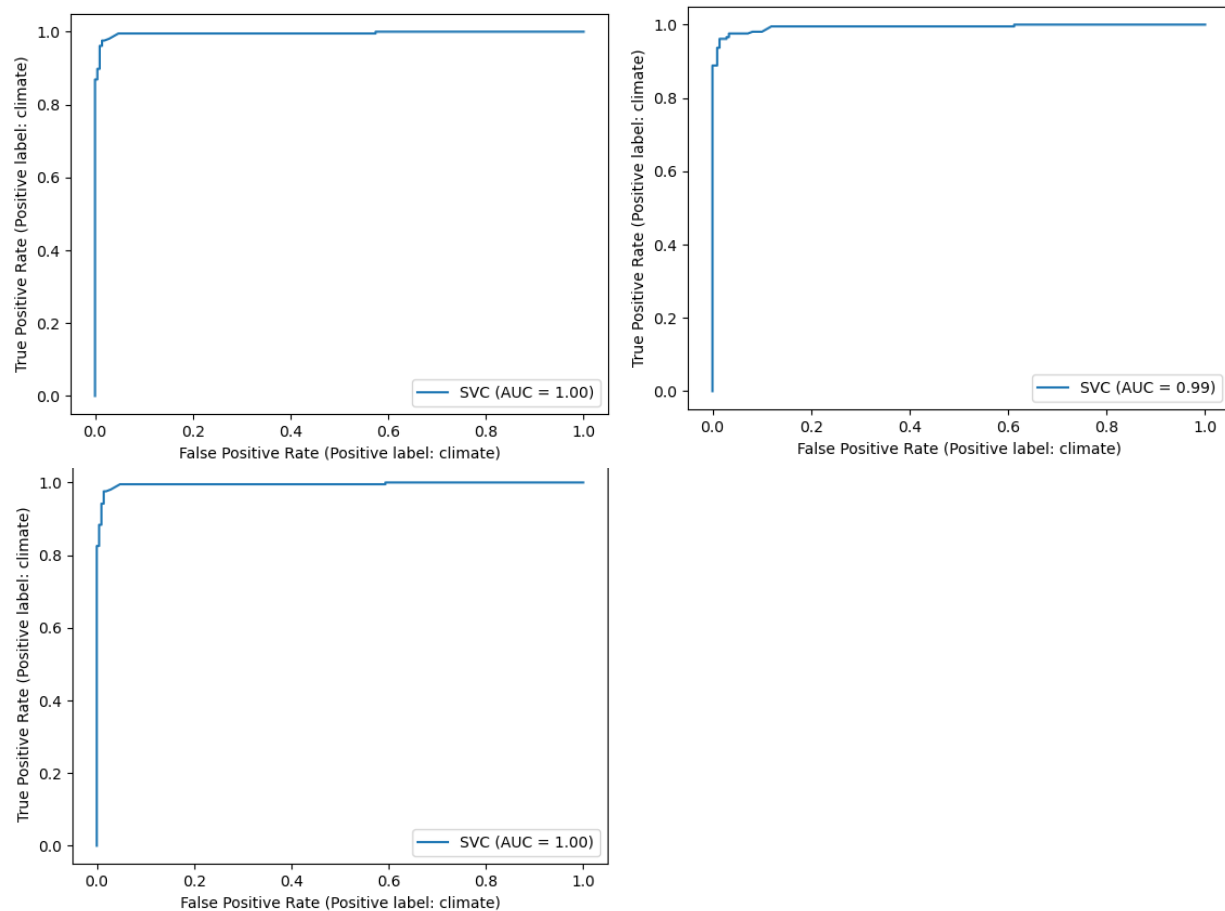 True Positive Rate (Positive label: climate)
1.0
0.8
0.6
0.4
0.2
0.0
SVC (AUC = 1.00)
0.0 0.2 0.4 0.6 0.8 1.0
False Positive Rate (Positive label: climate)
True Positive Rate (Positive label: climate)
1.0
0.8
0.6
0.4
0.2
0.0
SVC (AUC = 0.99)
0.0 0.2 0.4 0.6 0.8 1.0
False Positive Rate (Positive label: climate)
True Positive Rate (Positive label: climate)
1.0
0.8
0.6
0.4
0.2
0.0
SVC (AUC = 1.00)
0.0 0.2 0.4 0.6 0.8 1.0
False Positive Rate (Positive label: climate)